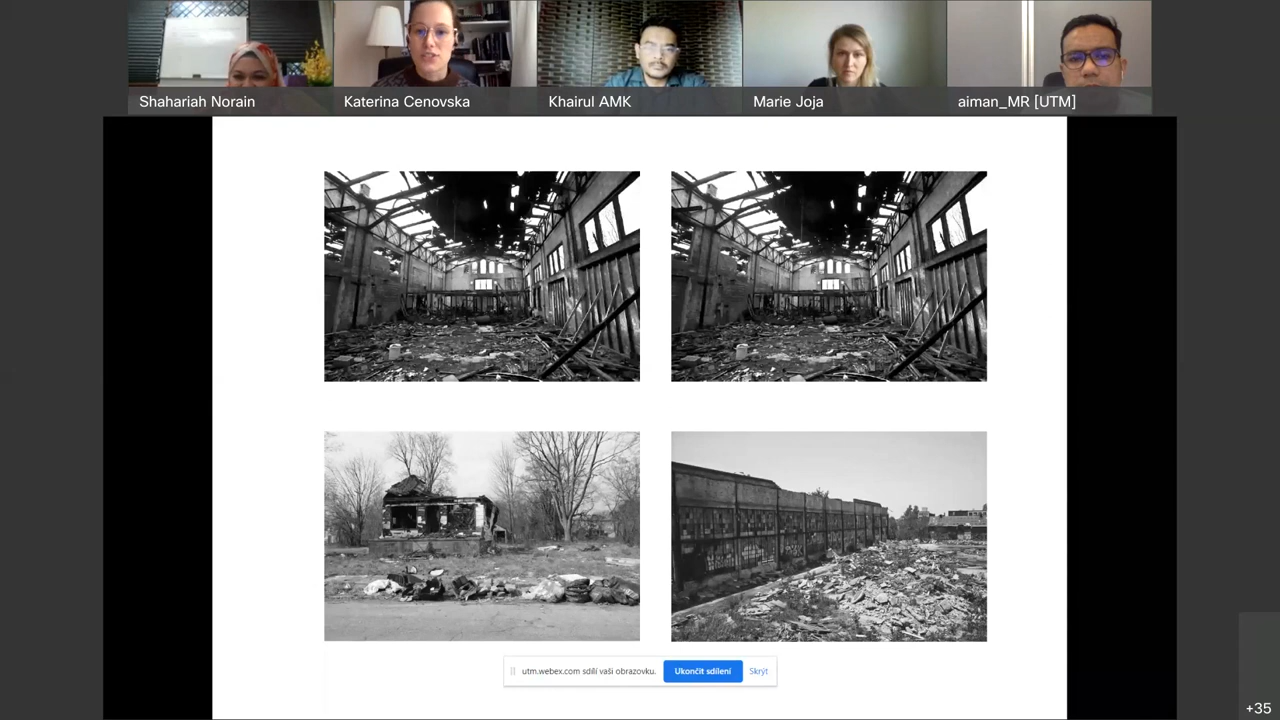 Shahariah Norain
Katerina Cenovska
Khairul AMK
Marie Joja
aiman_MR [UTM]
utm.webex.com sdílí vaši obrazovku. Ukončit sdílení Skrýt
+35